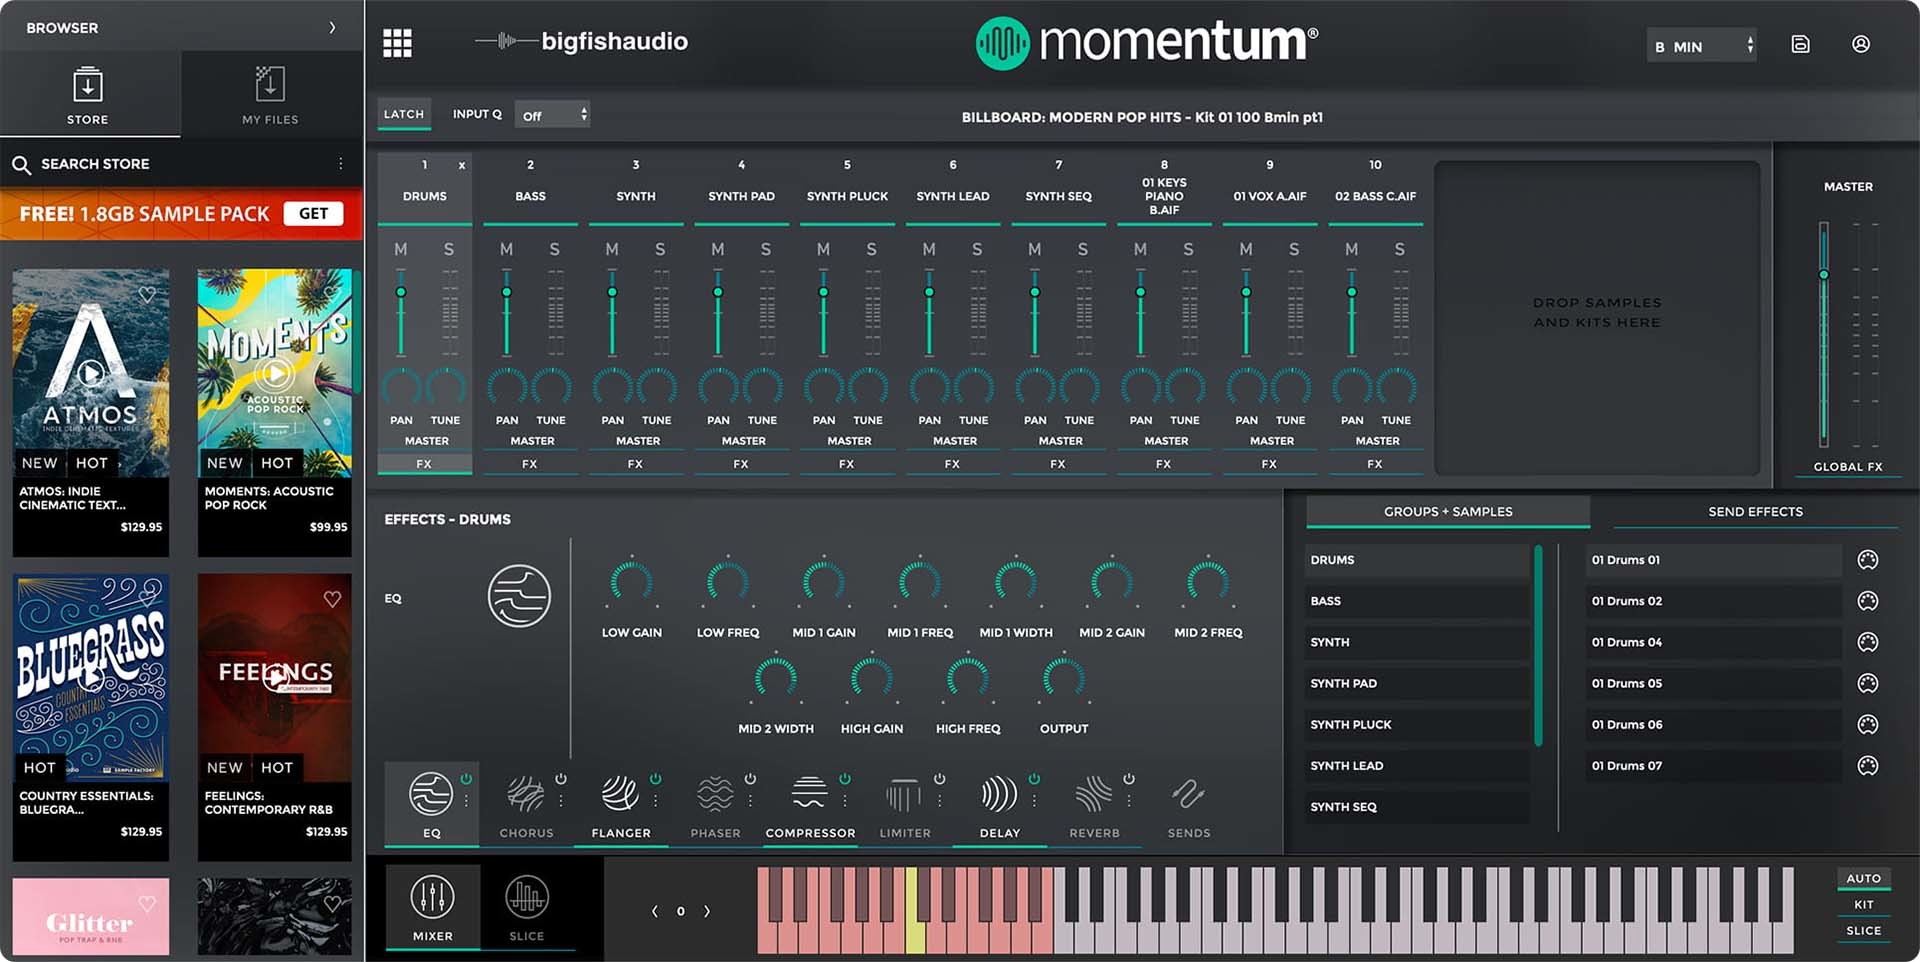 BROWSER
STORE
MY FILES
SEARCH STORE
FREE! 1.8GB SAMPLE PACK
GET
A
ATMOS
INDIE CINEMATIC TEXTURES
NEW HOT
ATMOS: INDIE
CINEMATIC TEXT...
$129.95
MOMENTS
ACOUSTIC
POP ROCK
NEW HOT
MOMENTS: ACOUSTIC
POP ROCK
$99.95
BLUEGRASS
COUNTRY
ESSENTIALS
SAMPLE FACTORY
HOT
COUNTRY ESSENTIALS:
BLUEGRA...
$129.95
FEELINGS
CONTEMPORARY R&B
NEW HOT
FEELINGS:
CONTEMPORARY R&B
$129.95
Glitter
POP TRAP & RNB
bigfishaudio
momentum®
B MIN
LATCH
INPUT Q
Off
BILLBOARD: MODERN POP HITS - Kit 01 100 Bmin pt1
1 x
DRUMS
M S
PAN TUNE
MASTER
FX
2
BASS
M S
PAN TUNE
MASTER
FX
3
SYNTH
M S
PAN TUNE
MASTER
FX
4
SYNTH PAD
M S
PAN TUNE
MASTER
FX
5
SYNTH PLUCK
M S
PAN TUNE
MASTER
FX
6
SYNTH LEAD
M S
PAN TUNE
MASTER
FX
7
SYNTH SEQ
M S
PAN TUNE
MASTER
FX
8
01 KEYS
PIANO
B.AIF
M S
PAN TUNE
MASTER
FX
9
01 VOX A.AIF
M S
PAN TUNE
MASTER
FX
10
02 BASS C.AIF
M S
PAN TUNE
MASTER
FX
DROP SAMPLES
AND KITS HERE
MASTER
GLOBAL FX
EFFECTS - DRUMS
EQ
LOW GAIN
LOW FREQ
MID 1 GAIN
MID 1 FREQ
MID 1 WIDTH
MID 2 GAIN
MID 2 FREQ
MID 2 WIDTH
HIGH GAIN
HIGH FREQ
OUTPUT
EQ
CHORUS
FLANGER
PHASER
COMPRESSOR
LIMITER
DELAY
REVERB
SENDS
GROUPS + SAMPLES
SEND EFFECTS
DRUMS
BASS
SYNTH
SYNTH PAD
SYNTH PLUCK
SYNTH LEAD
SYNTH SEQ
01 Drums 01
01 Drums 02
01 Drums 04
01 Drums 05
01 Drums 06
01 Drums 07
MIXER
SLICE
0
AUTO
KIT
SLICE